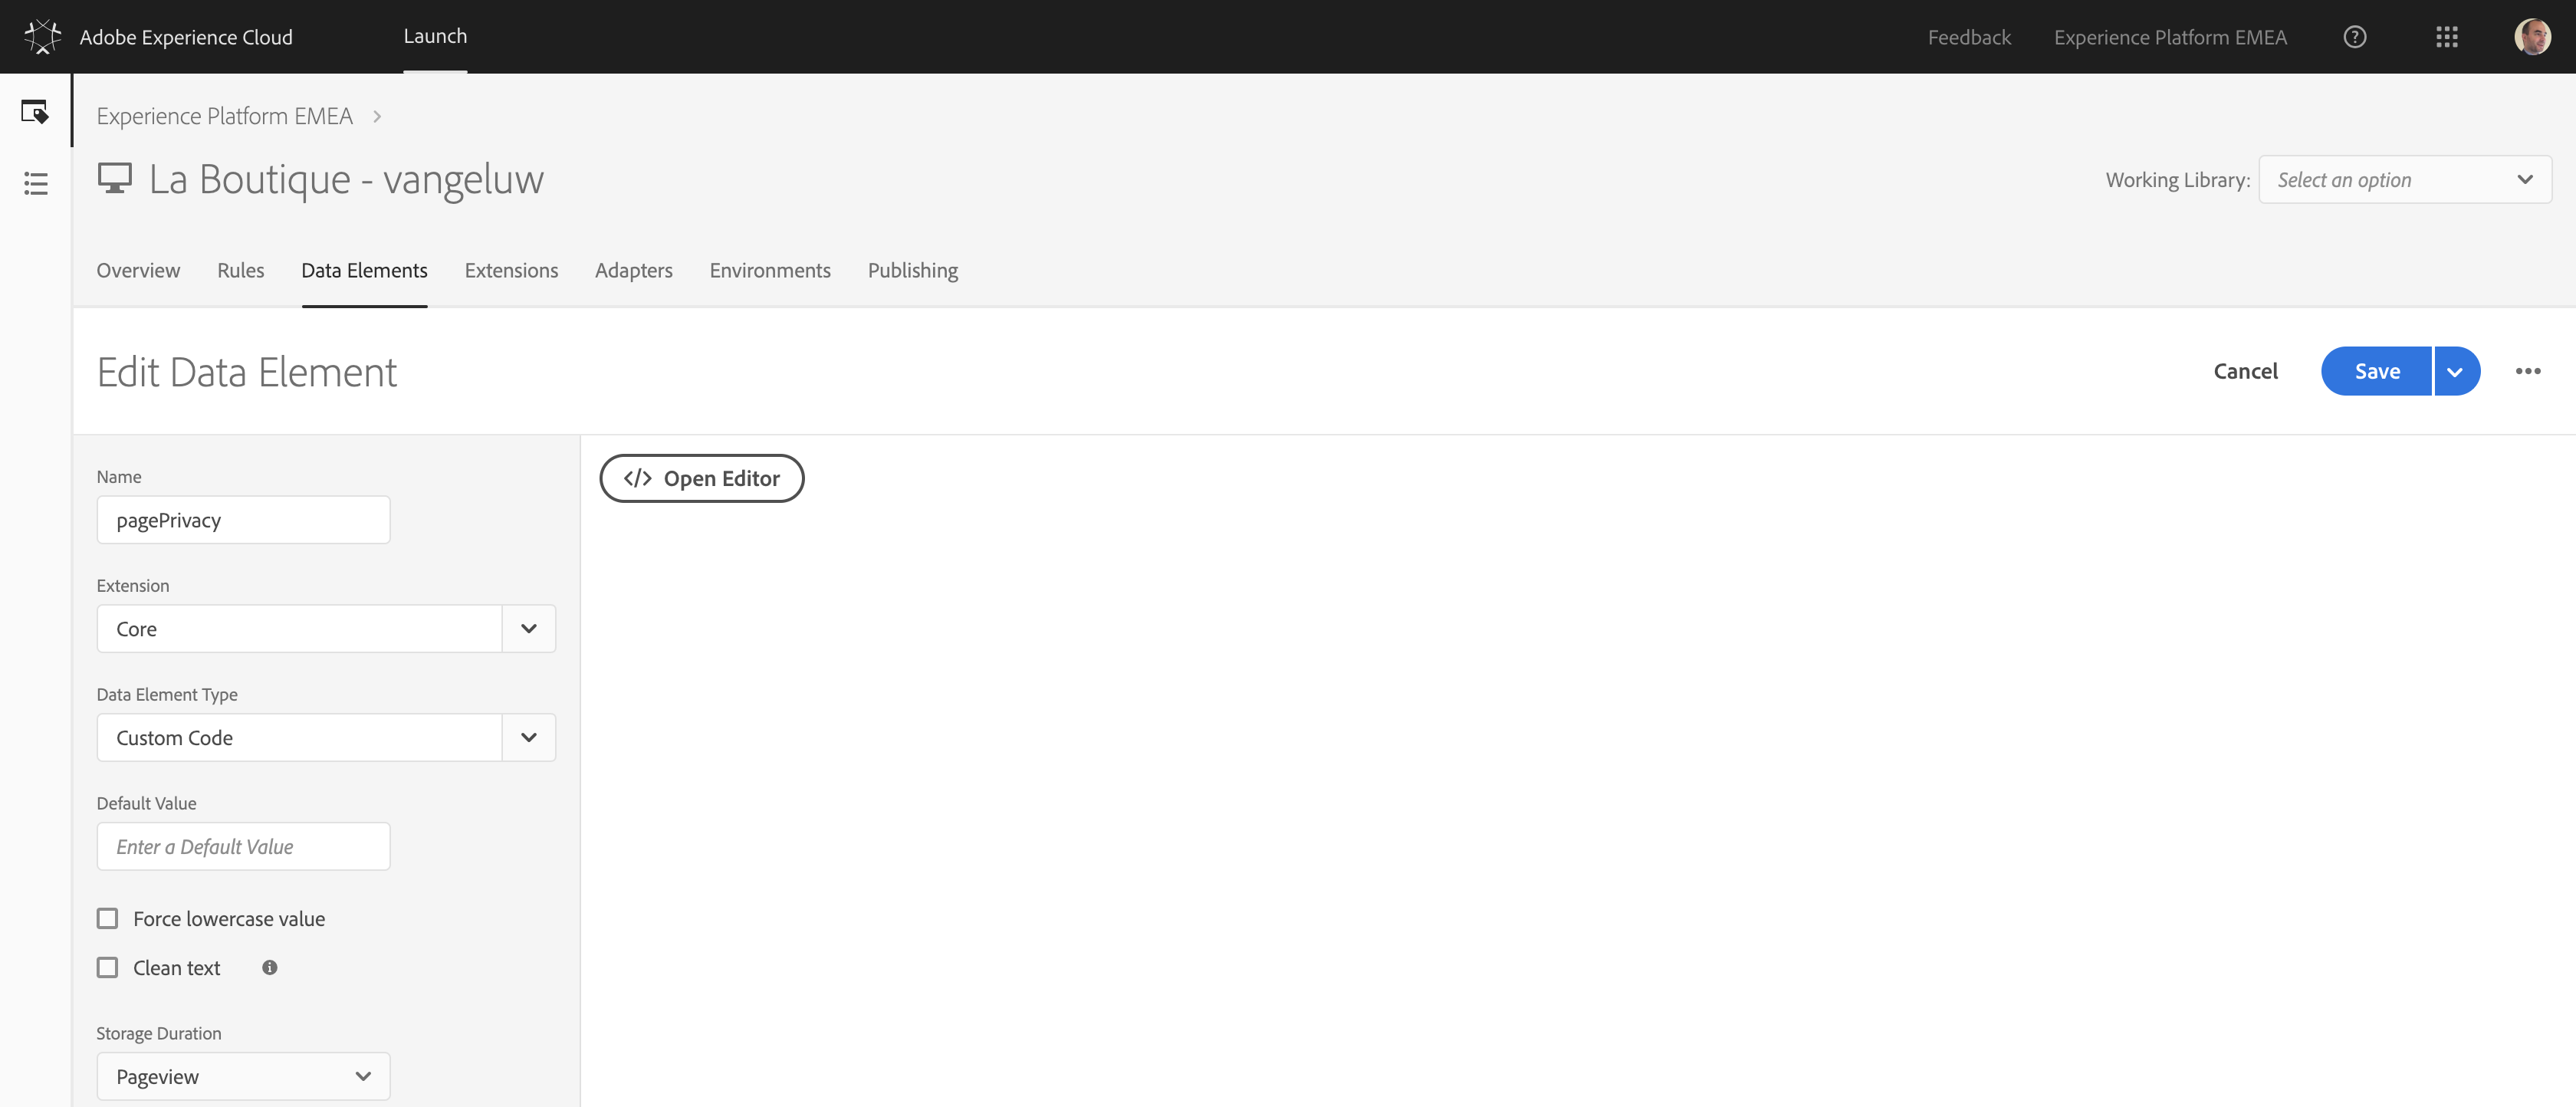 Adobe Experience Cloud
Launch
Feedback
Experience Platform EMEA
Experience Platform EMEA
La Boutique - vangeluw
Working Library:
Select an option
Overview
Rules
Data Elements
Extensions
Adapters
Environments
Publishing
Edit Data Element
Cancel
Save
Name
pagePrivacy
Extension
Core
Data Element Type
Custom Code
Default Value
Enter a Default Value
Force lowercase value
Clean text
Storage Duration
Pageview
</> Open Editor